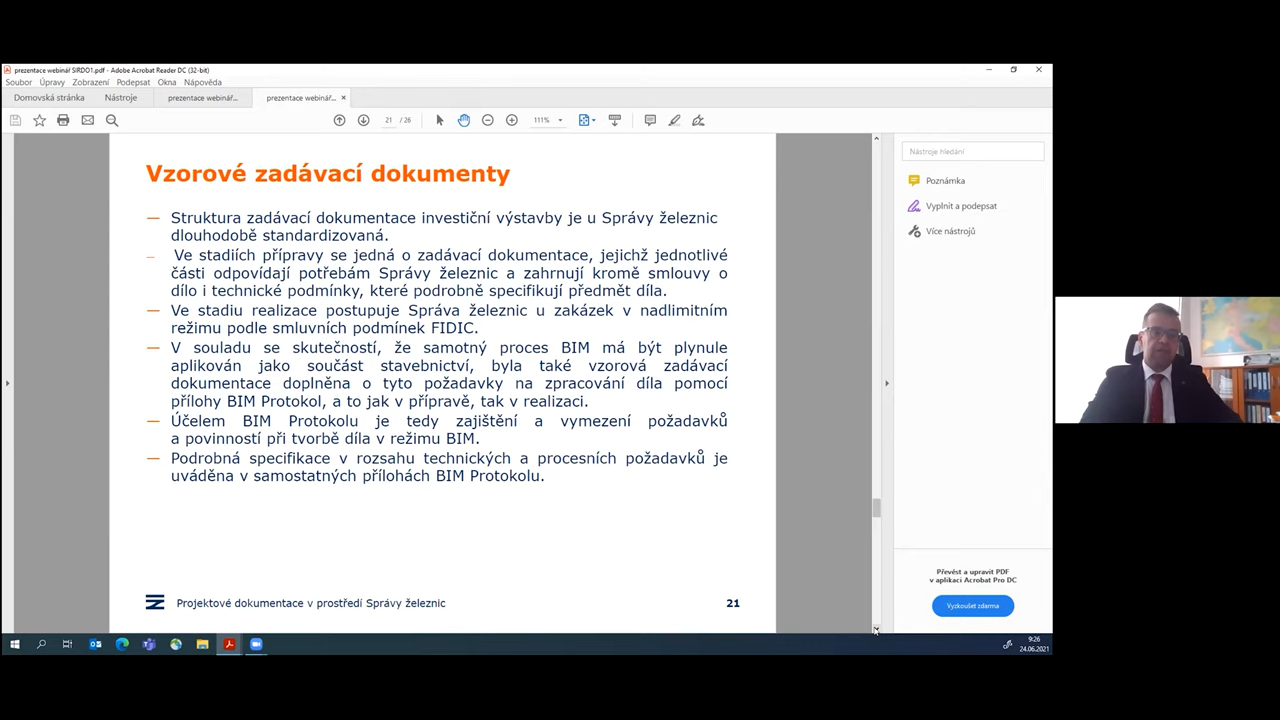 prezentace webinář SIRDO1.pdf - Adobe Acrobat Reader DC (32-bit)
Soubor Úpravy Zobrazení Podepsat Okna Nápověda
Domovská stránka Nástroje prezentace webinář... prezentace webinář... ×
21 / 26 111%
Vzorové zadávací dokumenty
— Struktura zadávací dokumentace investiční výstavby je u Správy železnic
dlouhodobě standardizovaná.
— Ve stadiích přípravy se jedná o zadávací dokumentace, jejichž jednotlivé
části odpovídají potřebám Správy železnic a zahrnují kromě smlouvy o
dílo i technické podmínky, které podrobně specifikují předmět díla.
— Ve stadiu realizace postupuje Správa železnic u zakázek v nadlimitním
režimu podle smluvních podmínek FIDIC.
— V souladu se skutečností, že samotný proces BIM má být plynule
aplikován jako součást stavebnictví, byla také vzorová zadávací
dokumentace doplněna o tyto požadavky na zpracování díla pomocí
přílohy BIM Protokol, a to jak v přípravě, tak v realizaci.
— Účelem BIM Protokolu je tedy zajištění a vymezení požadavků
a povinností při tvorbě díla v režimu BIM.
— Podrobná specifikace v rozsahu technických a procesních požadavků je
uváděna v samostatných přílohách BIM Protokolu.
Projektové dokumentace v prostředí Správy železnic 21
Nástroje hledání
Poznámka
Vyplnit a podepsat
Více nástrojů
Převést a upravit PDF
v aplikaci Acrobat Pro DC
Vyzkoušet zdarma
9:26
24.06.2021